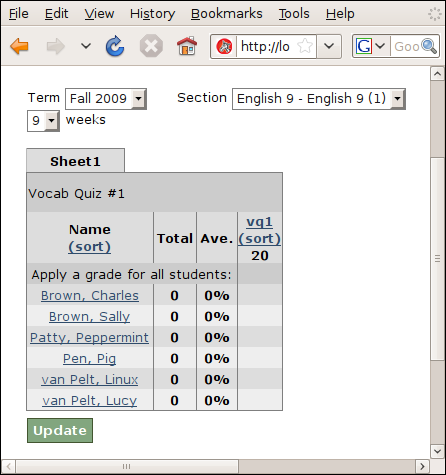 File Edit View History Bookmarks Tools Help
http://lo G Goo
Term Fall 2009 Section English 9 - English 9 (1)
9 weeks
Sheet1
Vocab Quiz #1
Name (sort) Total Ave. vq1 (sort) 20
Apply a grade for all students:
Brown, Charles 0 0%
Brown, Sally 0 0%
Patty, Peppermint 0 0%
Pen, Pig 0 0%
van Pelt, Linux 0 0%
van Pelt, Lucy 0 0%
Update